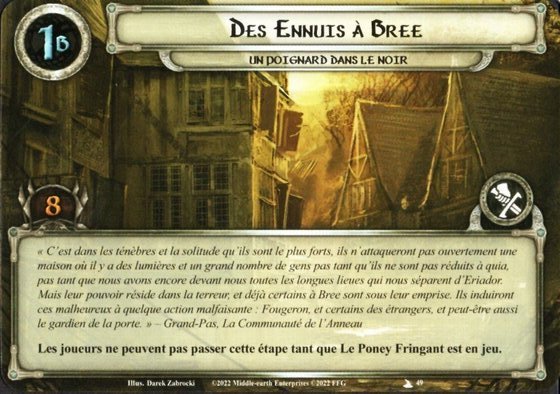 1B
DES ENNUIS À BREE
UN POIGNARD DANS LE NOIR
8
« C'est dans les ténèbres et la solitude qu'ils sont le plus forts, ils n'attaqueront pas ouvertement une
maison où il y a des lumières et un grand nombre de gens pas tant qu'ils ne sont pas réduits à quia,
pas tant que nous avons encore devant nous toutes les longues lieues qui nous séparent d'Eriador.
Mais leur pouvoir réside dans la terreur, et déjà certains à Bree sont sous leur emprise. Ils induiront
ces malheureux à quelque action malfaisante : Fougeron, et certains des étrangers, et peut-être aussi
le gardien de la porte. » – Grand-Pas, La Communauté de l'Anneau
Les joueurs ne peuvent pas passer cette étape tant que Le Poney Fringant est en jeu.
Illus. Darek Zabrocki ©2022 Middle-earth Enterprises ©2022 FFG 49